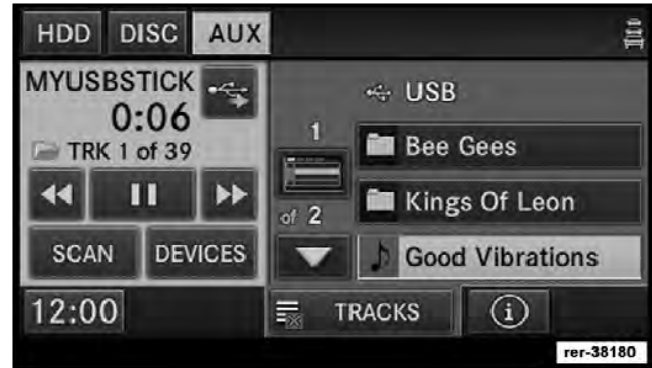 HDD DISC AUX
MYUSBSTICK
0:06
TRK 1 of 39
SCAN DEVICES
12:00
USB
1
of 2
Bee Gees
Kings Of Leon
Good Vibrations
TRACKS i
rer-38180